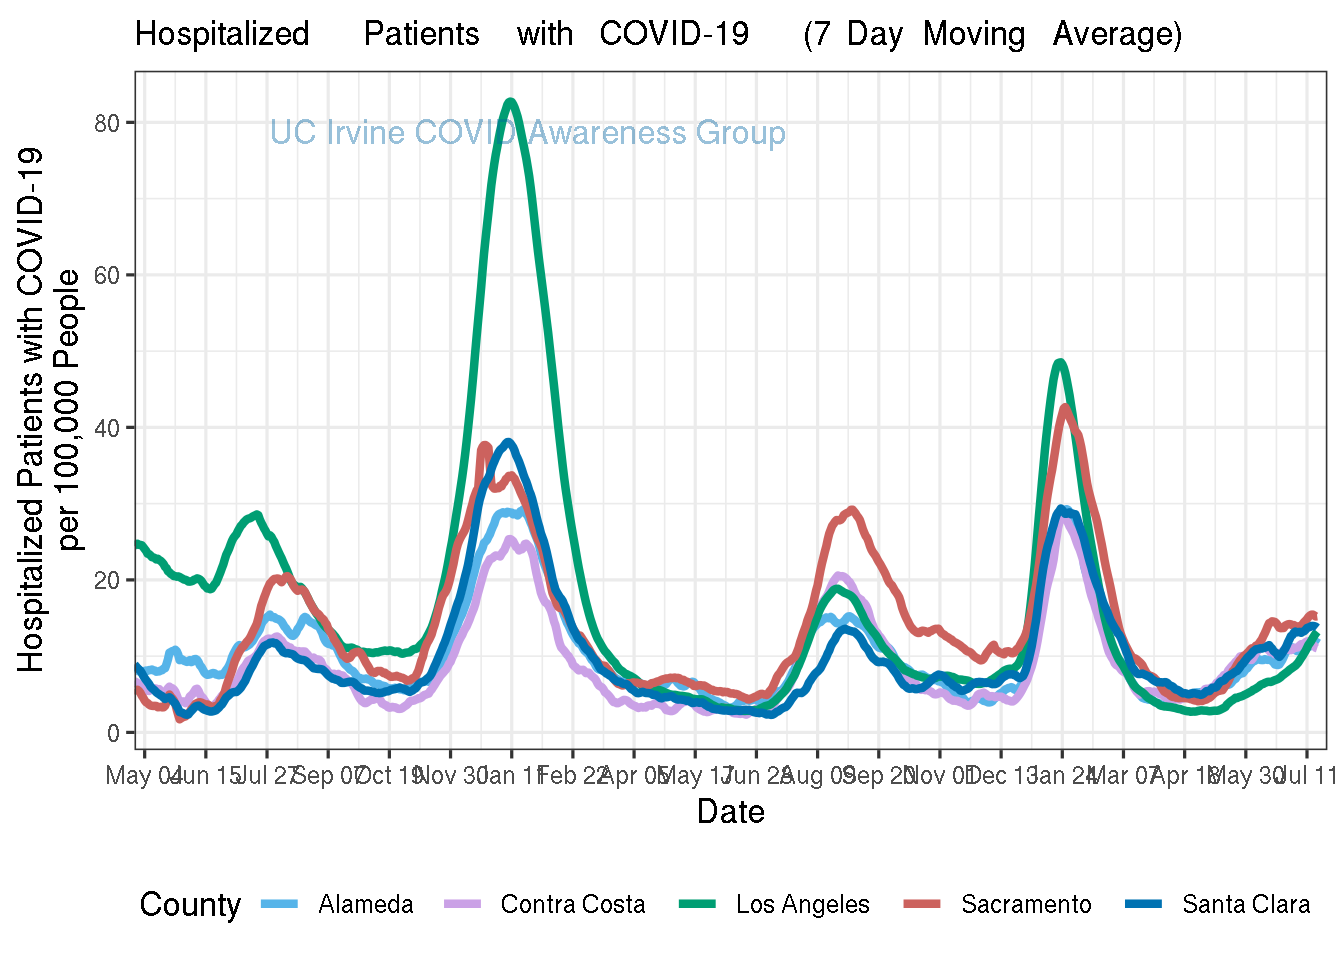 Hospitalized Patients with COVID-19 (7 Day Moving Average)
UC Irvine COVID Awareness Group
Hospitalized Patients with COVID-19
per 100,000 People
80
60
40
20
0
May 04 Jun 15 Jul 27 Sep 07 Oct 19 Nov 30 Jan 11 Feb 22 Apr 05 May 17 Jun 28 Aug 09 Sep 20 Nov 01 Dec 13 Jan 24 Mar 07 Apr 18 May 30 Jul 11
Date
County Alameda Contra Costa Los Angeles Sacramento Santa Clara